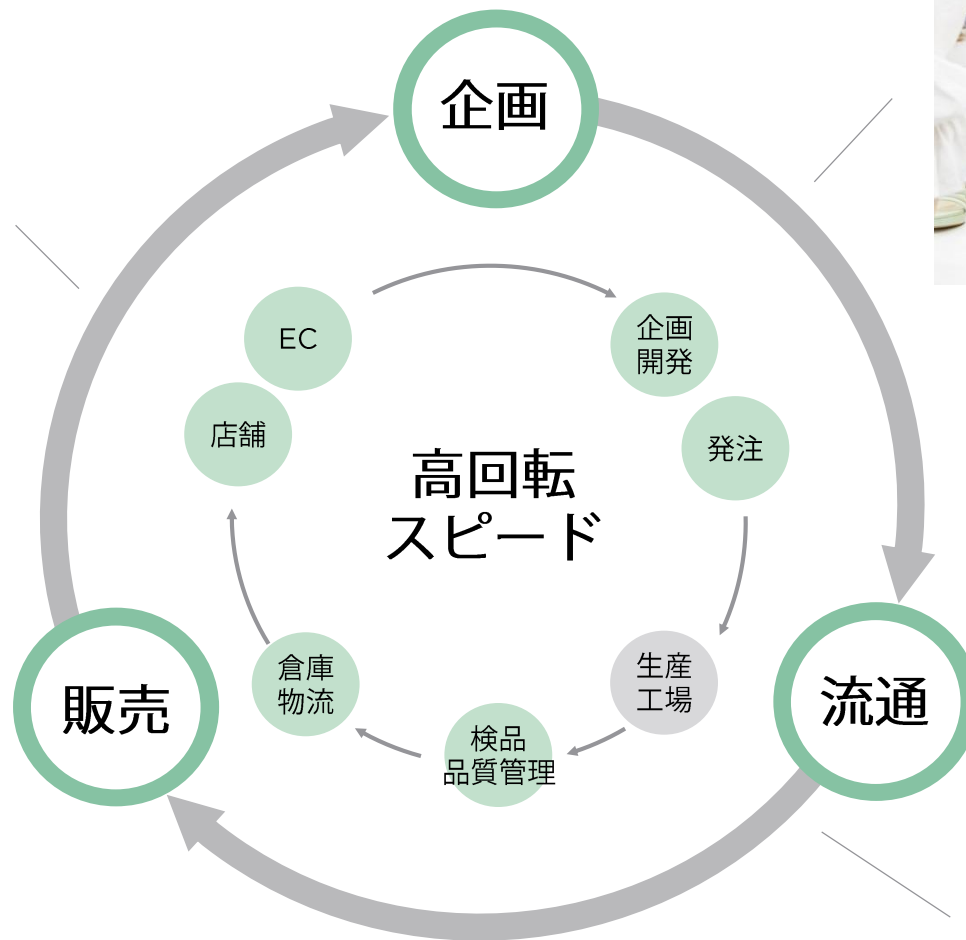 企画
EC
企画
開発
店舗
発注
高回転
スピード
生産
工場
倉庫
物流
検品
品質管理
販売
流通